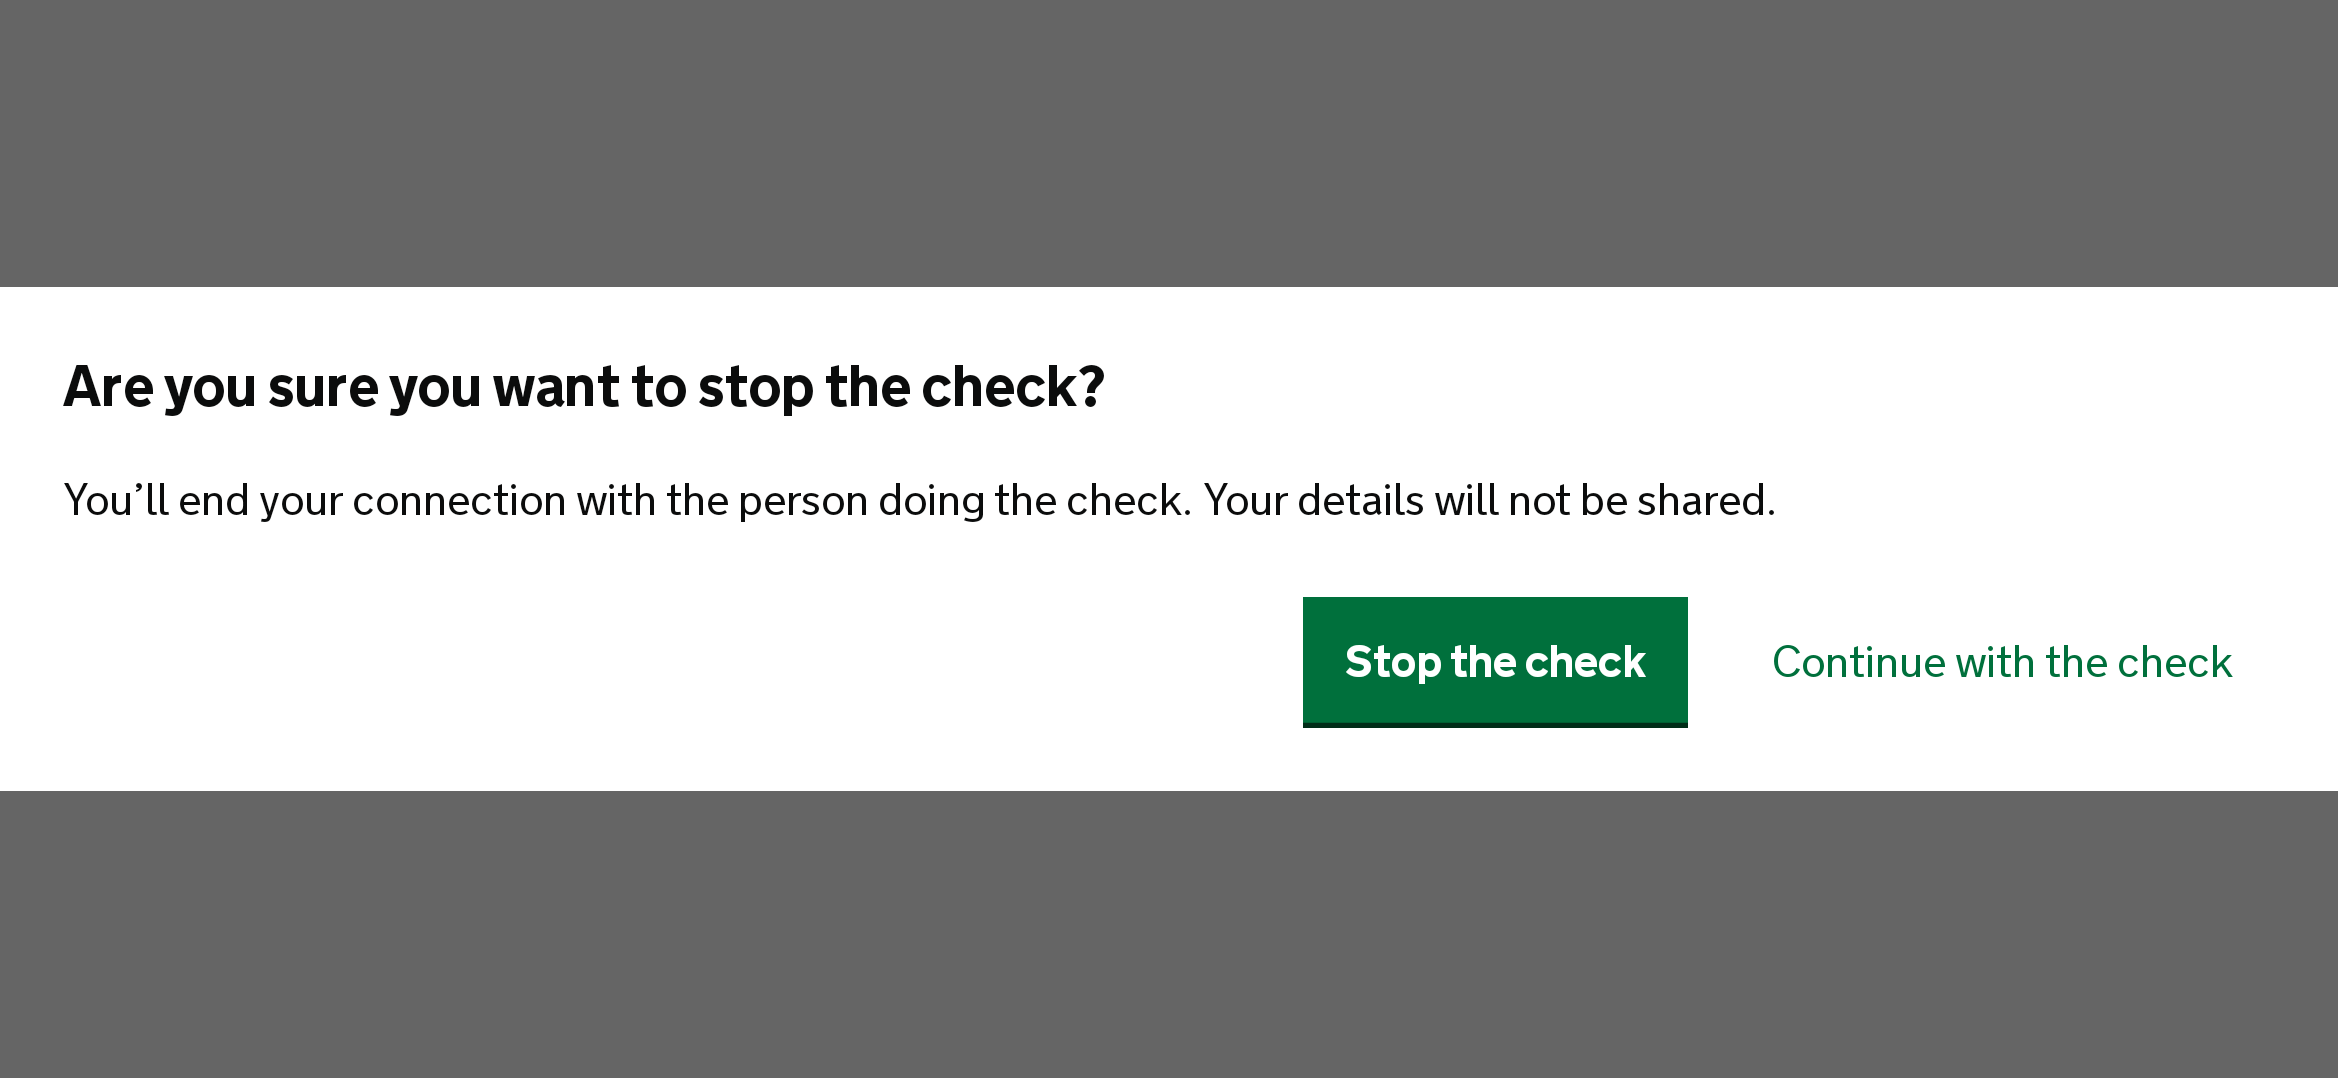 Are you sure you want to stop the check?
You’ll end your connection with the person doing the check. Your details will not be shared.
Stop the check
Continue with the check